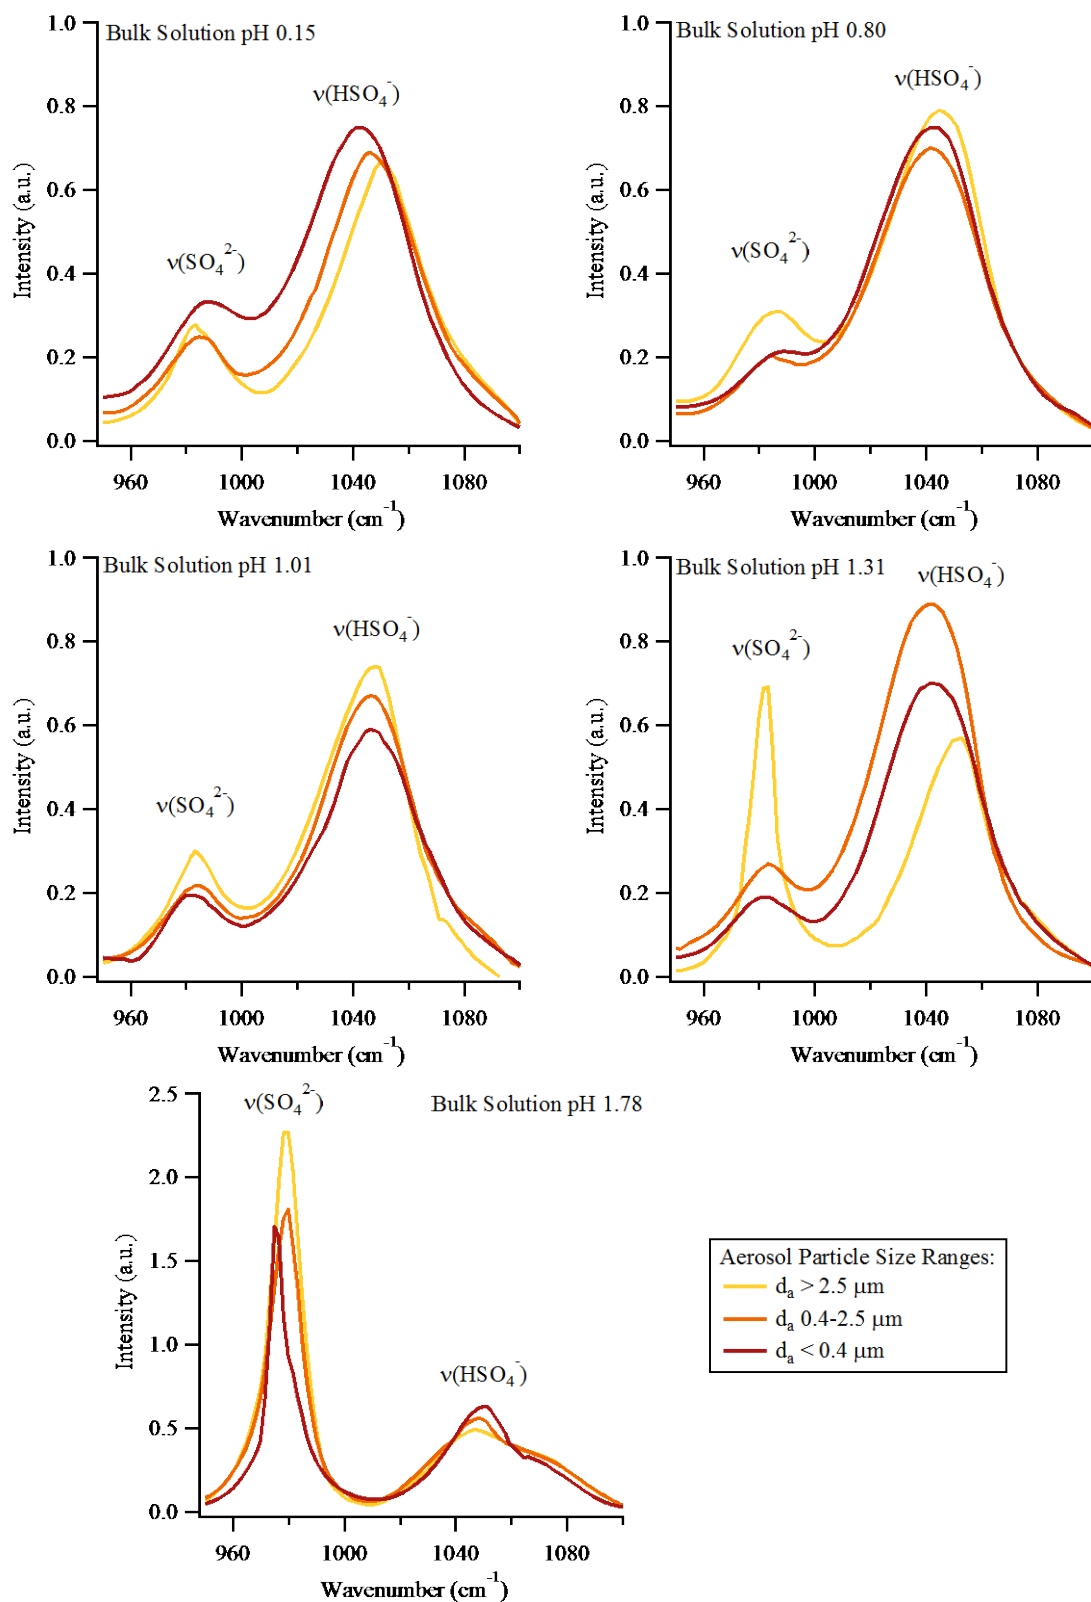 Bulk Solution pH 0.15
ν(HSO₄⁻)
ν(SO₄²⁻)
Intensity (a.u.)
1.0
0.8
0.6
0.4
0.2
0.0
960 1000 1040 1080
Wavenumber (cm⁻¹)
Bulk Solution pH 0.80
ν(HSO₄⁻)
ν(SO₄²⁻)
Intensity (a.u.)
1.0
0.8
0.6
0.4
0.2
0.0
960 1000 1040 1080
Wavenumber (cm⁻¹)
Bulk Solution pH 1.01
ν(HSO₄⁻)
ν(SO₄²⁻)
Intensity (a.u.)
1.0
0.8
0.6
0.4
0.2
0.0
960 1000 1040 1080
Wavenumber (cm⁻¹)
Bulk Solution pH 1.31
ν(HSO₄⁻)
ν(SO₄²⁻)
Intensity (a.u.)
1.0
0.8
0.6
0.4
0.2
0.0
960 1000 1040 1080
Wavenumber (cm⁻¹)
ν(SO₄²⁻)
Bulk Solution pH 1.78
ν(HSO₄⁻)
Intensity (a.u.)
2.5
2.0
1.5
1.0
0.5
0.0
960 1000 1040 1080
Wavenumber (cm⁻¹)
Aerosol Particle Size Ranges:
dₐ > 2.5 μm
dₐ 0.4-2.5 μm
dₐ < 0.4 μm